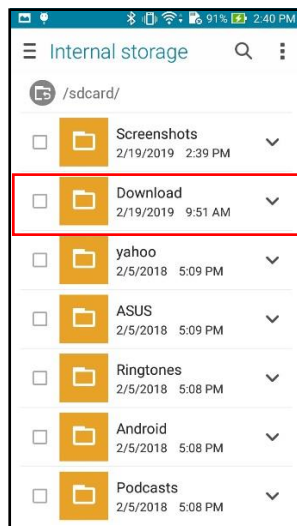 91% 2:40 PM
Internal storage
/sdcard/
Screenshots
2/19/2019 2:39 PM
Download
2/19/2019 9:51 AM
yahoo
2/5/2018 5:09 PM
ASUS
2/5/2018 5:09 PM
Ringtones
2/5/2018 5:08 PM
Android
2/5/2018 5:08 PM
Podcasts
2/5/2018 5:08 PM